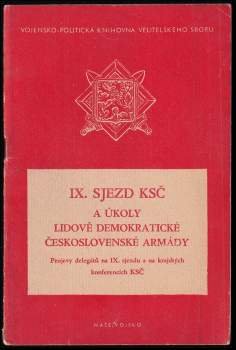 VOJENSKO-POLITICKÁ KNIHOVNA VELITELSKÉHO SBORU
IX. SJEZD KSČ
A ÚKOLY
LIDOVĚ DEMOKRATICKÉ
ČESKOSLOVENSKÉ ARMÁDY
Projevy delegátů na IX. sjezdu a na krajských
konferencích KSČ
NAŠE VOJSKO